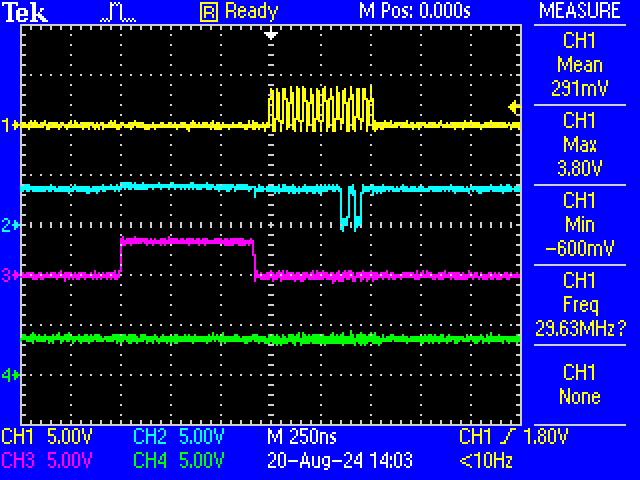 Tek R Ready M Pos: 0.000s MEASURE
CH1
Mean
291mV
CH1
Max
3.80V
CH1
Min
-600mV
CH1
Freq
29.63MHz?
CH1
None
1
2
3
4
CH1 5.00V CH2 5.00V M 250ns CH1 1.80V
CH3 5.00V CH4 5.00V 20-Aug-24 14:03 <10Hz